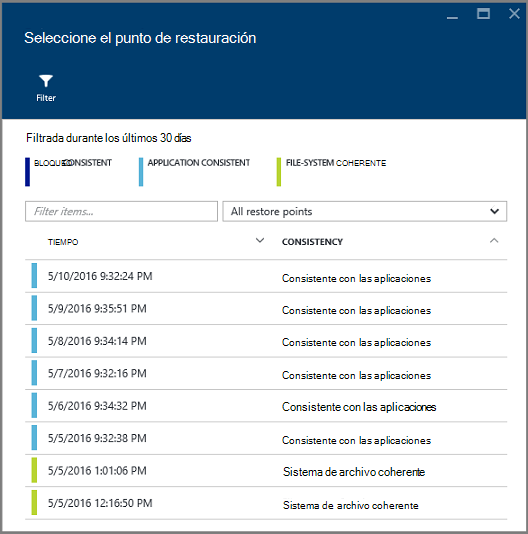 Seleccione el punto de restauración
Filter
Filtrada durante los últimos 30 días
BLOQUEO CONSISTENT APPLICATION CONSISTENT FILE-SYSTEM COHERENTE
Filter items... All restore points
TIEMPO CONSISTENCY
5/10/2016 9:32:24 PM Consistente con las aplicaciones
5/9/2016 9:35:51 PM Consistente con las aplicaciones
5/8/2016 9:34:14 PM Consistente con las aplicaciones
5/7/2016 9:32:16 PM Consistente con las aplicaciones
5/6/2016 9:34:32 PM Consistente con las aplicaciones
5/5/2016 9:32:38 PM Consistente con las aplicaciones
5/5/2016 1:01:06 PM Sistema de archivo coherente
5/5/2016 12:16:50 PM Sistema de archivo coherente